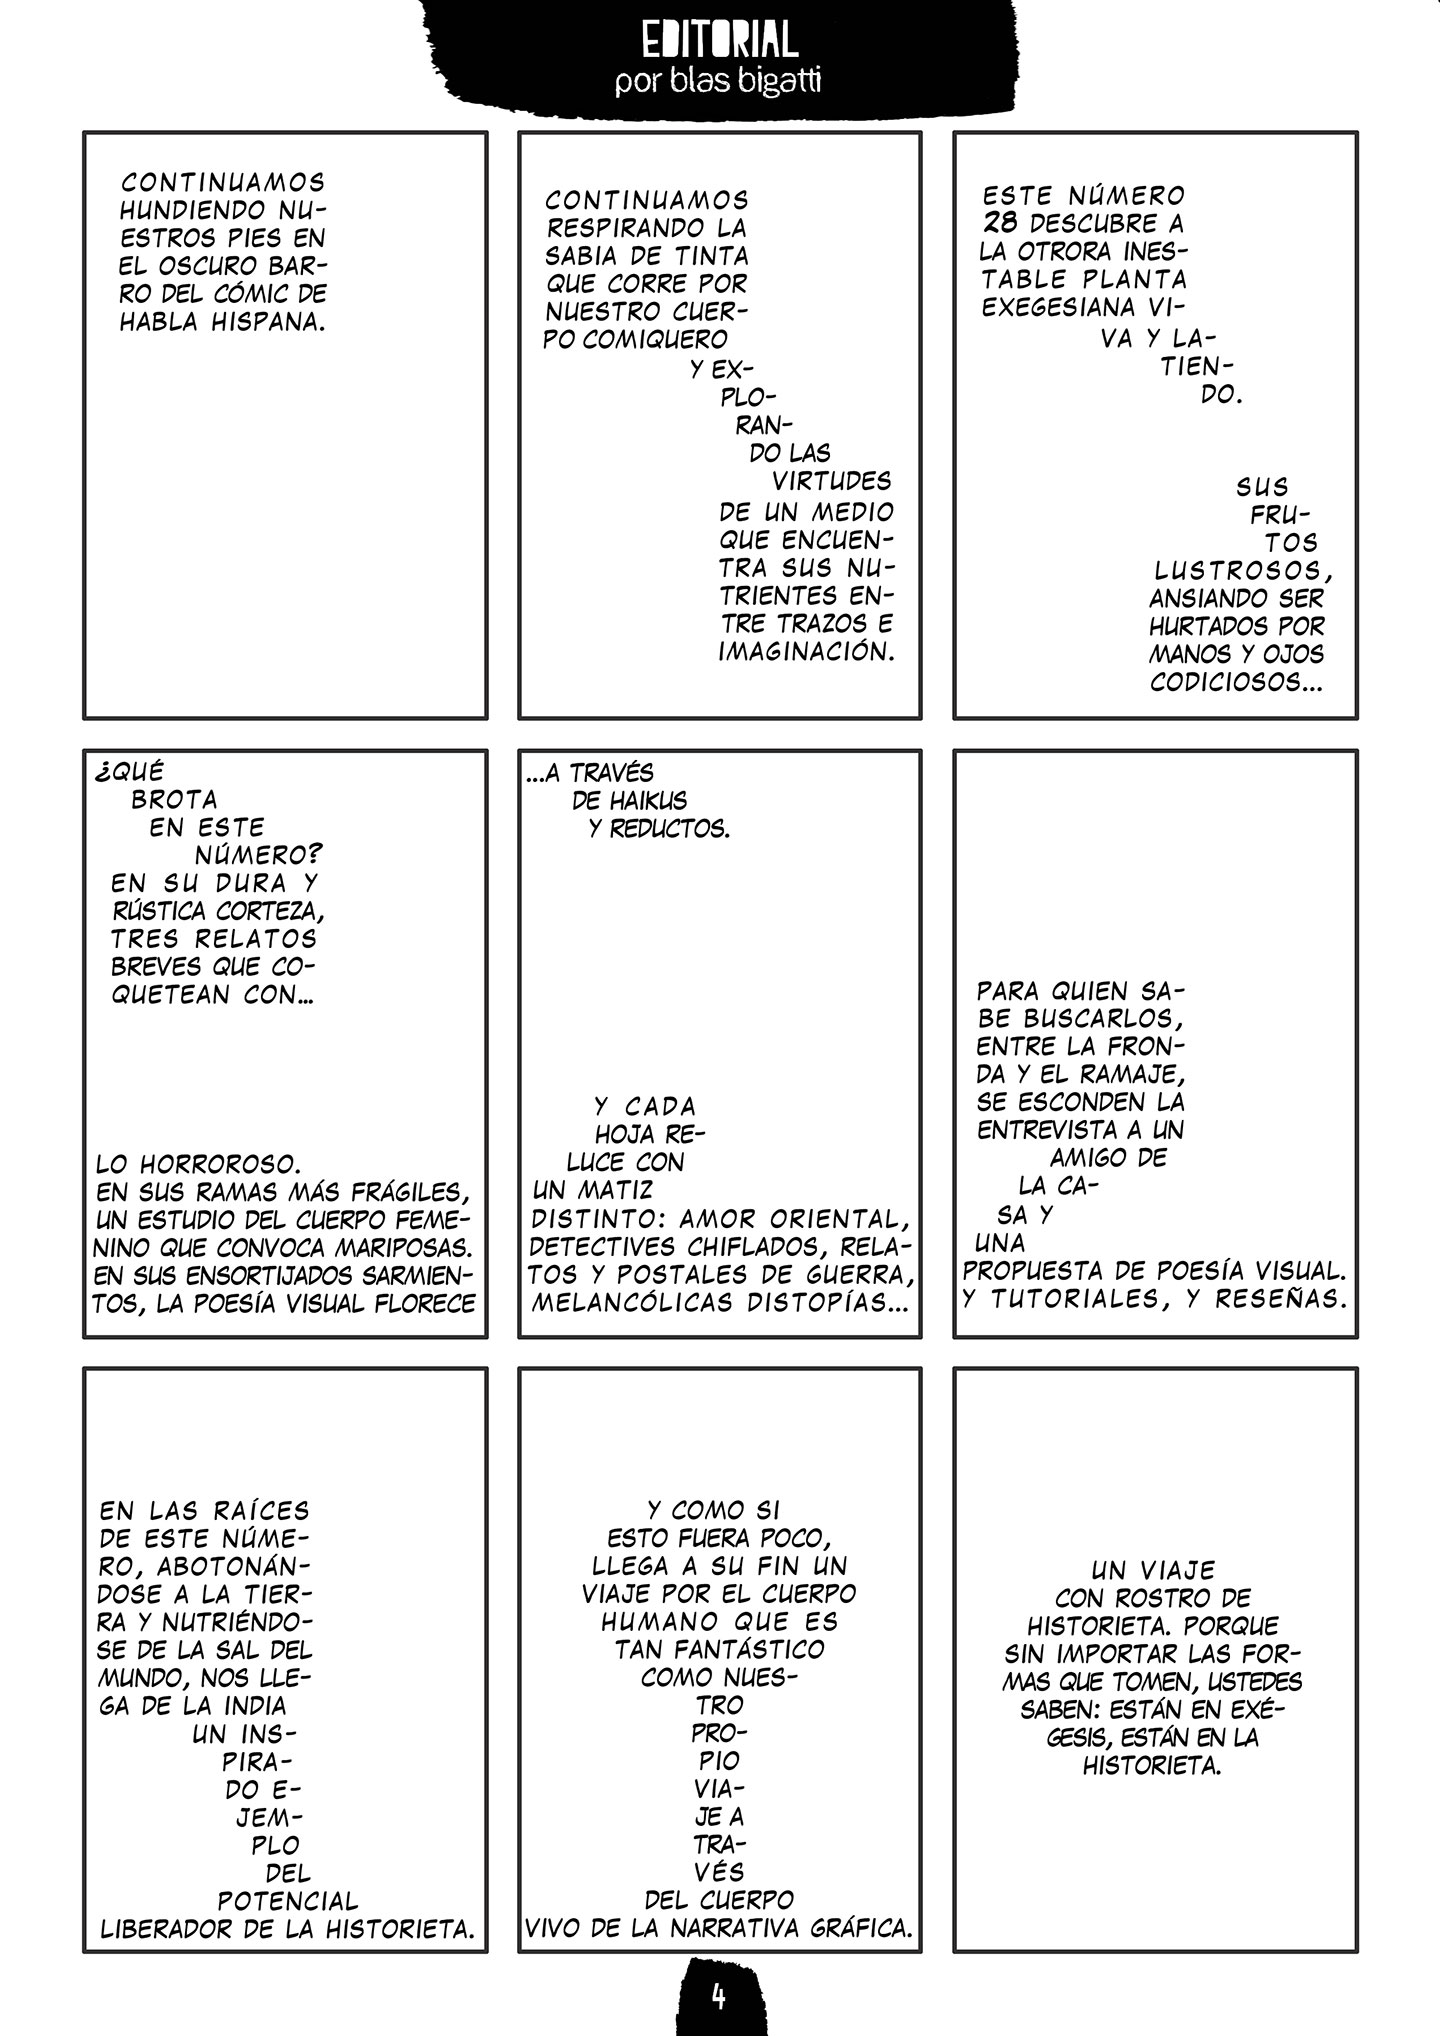 EDITORIAL
por blas bigatti
CONTINUAMOS
HUNDIENDO NU-
ESTROS PIES EN
EL OSCURO BAR-
RO DEL CÓMIC DE
HABLA HISPANA.
CONTINUAMOS
RESPIRANDO LA
SABIA DE TINTA
QUE CORRE POR
NUESTRO CUER-
PO COMIQUERO
Y EX-
PLO-
RAN-
DO LAS
VIRTUDES
DE UN MEDIO
QUE ENCUEN-
TRA SUS NU-
TRIENTES EN-
TRE TRAZOS E
IMAGINACIÓN.
ESTE NÚMERO
28 DESCUBRE A
LA OTRORA INES-
TABLE PLANTA
EXEGESIANA VI-
VA Y LA-
TIEN-
DO.
SUS
FRU-
TOS
LUSTROSOS,
ANSIANDO SER
HURTADOS POR
MANOS Y OJOS
CODICIOSOS...
¿QUÉ
BROTA
EN ESTE
NÚMERO?
EN SU DURA Y
RÚSTICA CORTEZA,
TRES RELATOS
BREVES QUE CO-
QUETEAN CON...
LO HORROROSO.
EN SUS RAMAS MÁS FRÁGILES,
UN ESTUDIO DEL CUERPO FEME-
NINO QUE CONVOCA MARIPOSAS.
EN SUS ENSORTIJADOS SARMIEN-
TOS, LA POESÍA VISUAL FLORECE
...A TRAVÉS
DE HAIKUS
Y REDUCTOS.
Y CADA
HOJA RE-
LUCE CON
UN MATIZ
DISTINTO: AMOR ORIENTAL,
DETECTIVES CHIFLADOS, RELA-
TOS Y POSTALES DE GUERRA,
MELANCÓLICAS DISTOPÍAS...
PARA QUIEN SA-
BE BUSCARLOS,
ENTRE LA FRON-
DA Y EL RAMAJE,
SE ESCONDEN LA
ENTREVISTA A UN
AMIGO DE
LA CA-
SA Y
UNA
PROPUESTA DE POESÍA VISUAL.
Y TUTORIALES, Y RESEÑAS.
EN LAS RAÍCES
DE ESTE NÚME-
RO, ABOTONÁN-
DOSE A LA TIER-
RA Y NUTRIÉNDO-
SE DE LA SAL DEL
MUNDO, NOS LLE-
GA DE LA INDIA
UN INS-
PIRA-
DO E-
JEM-
PLO
DEL
POTENCIAL
LIBERADOR DE LA HISTORIETA.
Y COMO SI
ESTO FUERA POCO,
LLEGA A SU FIN UN
VIAJE POR EL CUERPO
HUMANO QUE ES
TAN FANTÁSTICO
COMO NUES-
TRO
PRO-
PIO
VIA-
JE A
TRA-
VÉS
DEL CUERPO
VIVO DE LA NARRATIVA GRÁFICA.
UN VIAJE
CON ROSTRO DE
HISTORIETA. PORQUE
SIN IMPORTAR LAS FOR-
MAS QUE TOMEN, USTEDES
SABEN: ESTÁN EN EXÉ-
GESIS, ESTÁN EN LA
HISTORIETA.
4